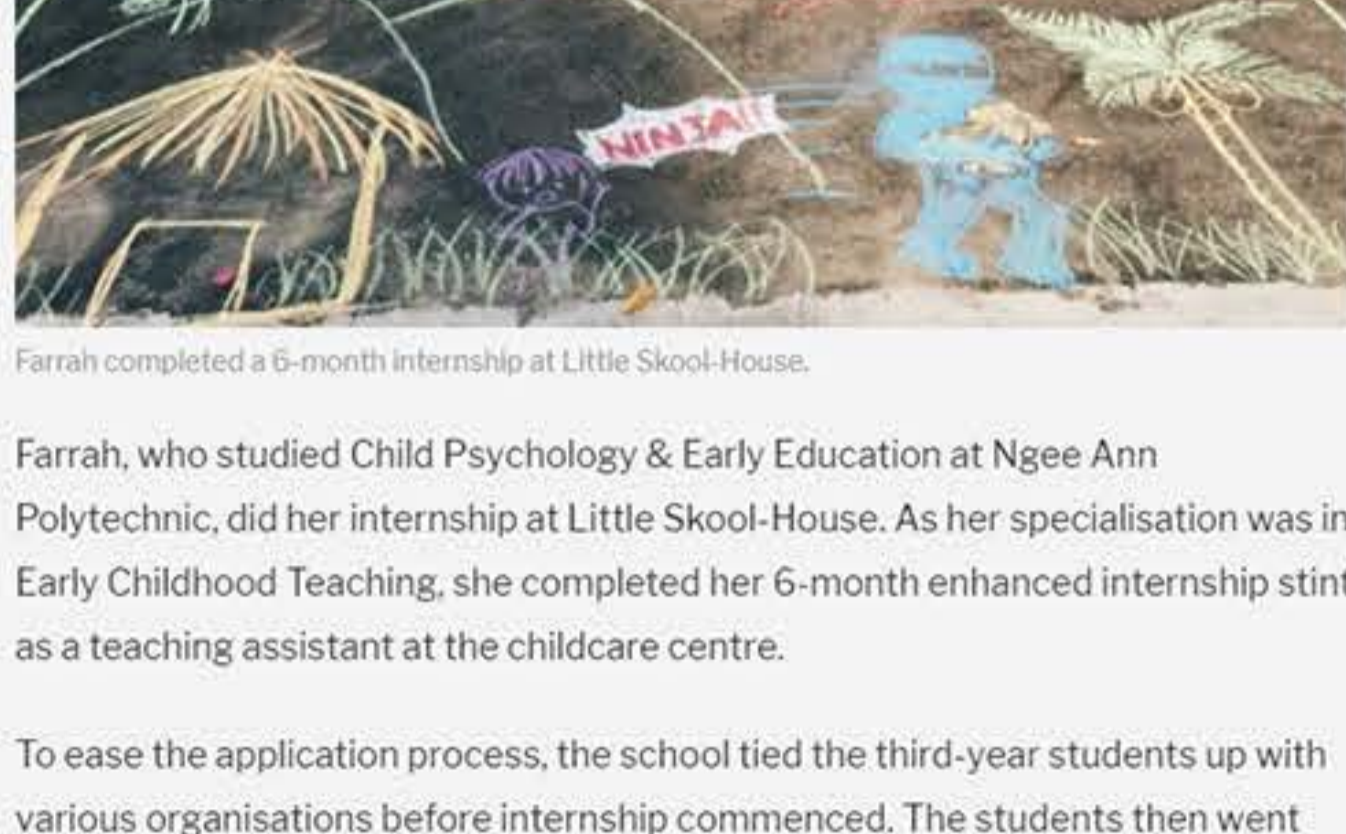 NINJA!!
Farrah completed a 6-month internship at Little Skool-House.
Farrah, who studied Child Psychology & Early Education at Ngee Ann
Polytechnic, did her internship at Little Skool-House. As her specialisation was in
Early Childhood Teaching, she completed her 6-month enhanced internship stint
as a teaching assistant at the childcare centre.
To ease the application process, the school tied the third-year students up with
various organisations before internship commenced. The students then went